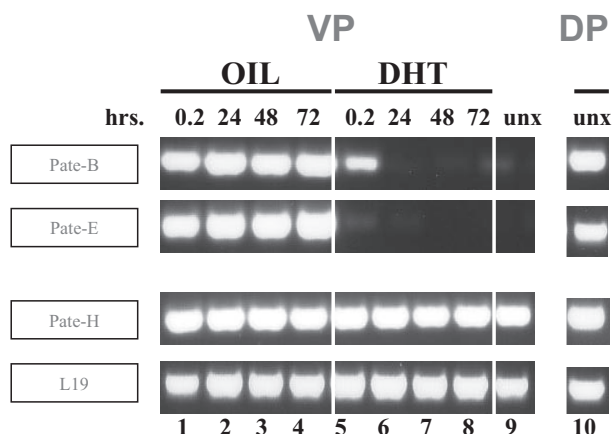 VP DP
OIL DHT
hrs. 0.2 24 48 72 0.2 24 48 72 unx unx
Pate-B
Pate-E
Pate-H
L19
1 2 3 4 5 6 7 8 9 10